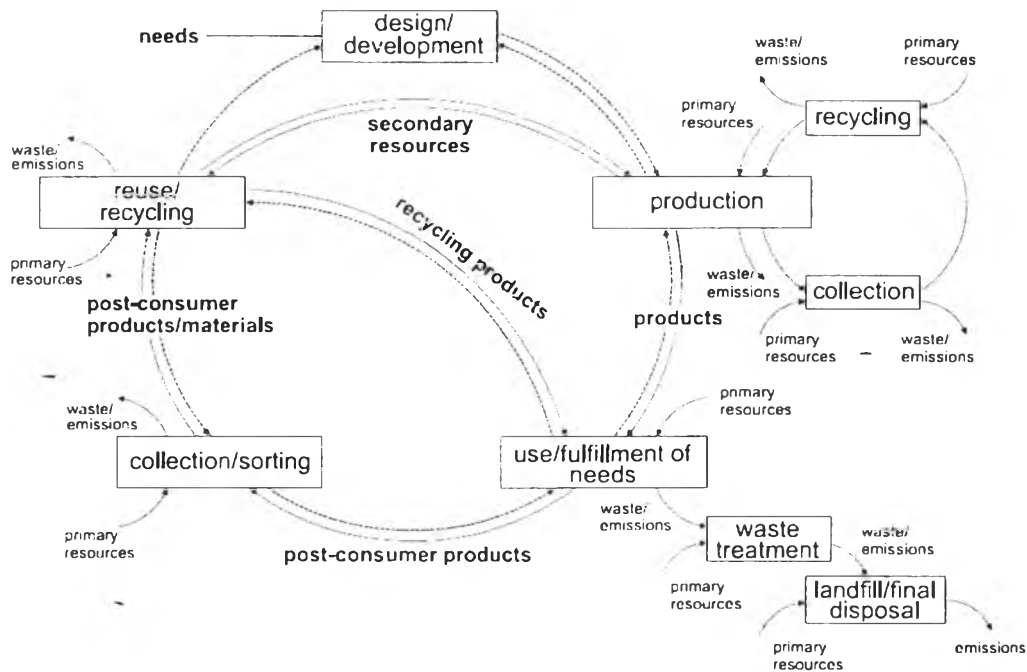 design/
development
needs
waste/
emissions
primary
resources
primary
resources
recycling
secondary
resources
waste/
emissions
reuse/
recycling
production
recycling products
primary
resources
post-consumer
products/materials
waste/
emissions
collection
products
primary
resources
waste/
emissions
primary
resources
waste/
emissions
collection/sorting
use/fulfillment of
needs
primary
resources
waste/
emissions
waste
treatment
waste/
emissions
post-consumer products
primary
resources
landfill/final
disposal
primary
resources
emissions